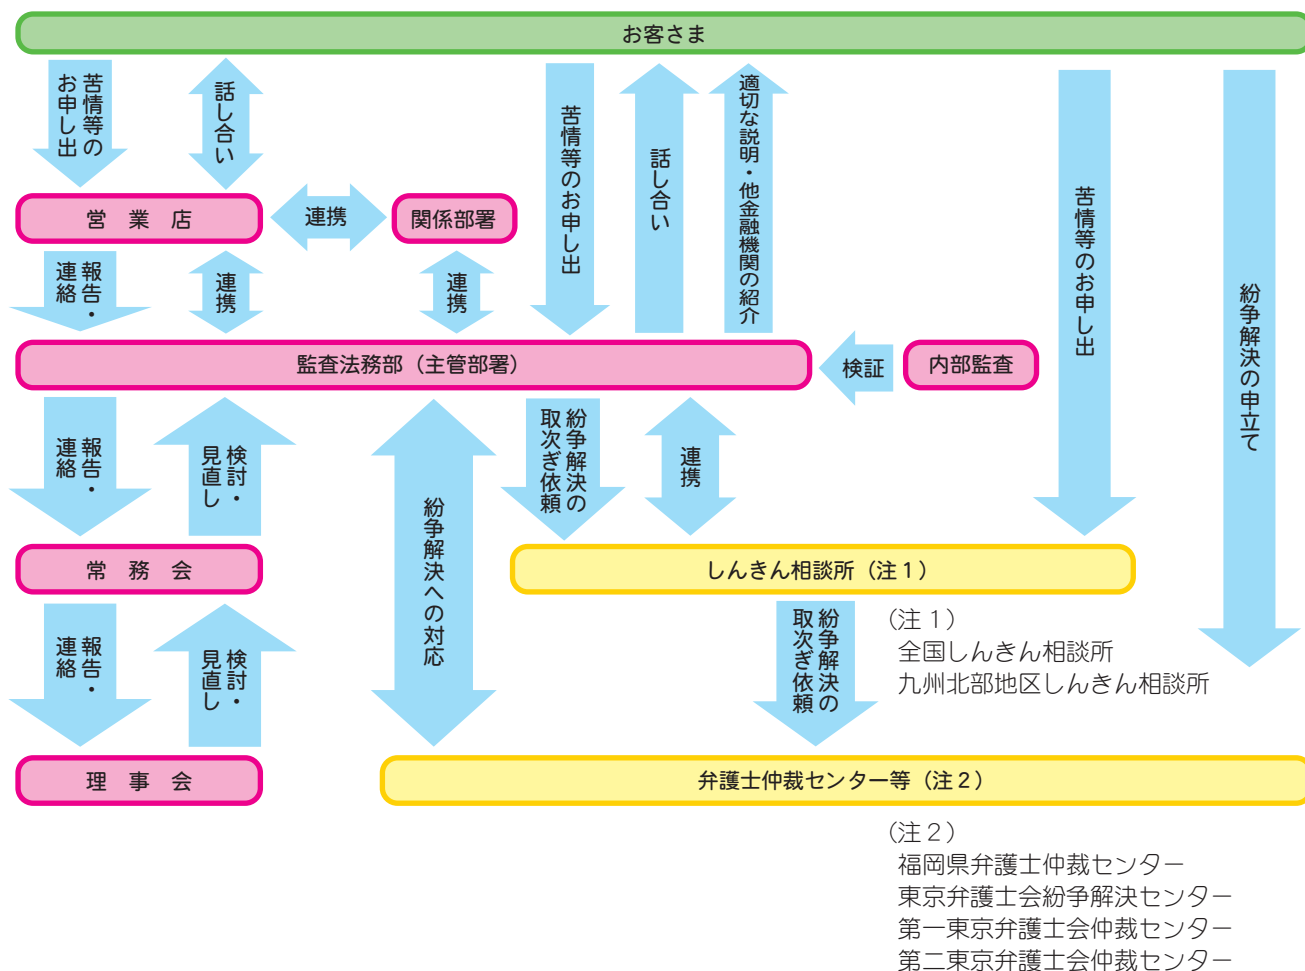 お客さま
苦情等の
お申し出
話し合い
苦情等のお申し出
話し合い
適切な説明・他金融機関の紹介
苦情等のお申し出
紛争解決の申立て
営業店
連携
関係部署
報告・
連絡
連携
連携
監査法務部（主管部署）
検証
内部監査
報告・
連絡
検討・
見直し
紛争解決への対応
紛争解決の
取次ぎ依頼
連携
常務会
しんきん相談所（注１）
報告・
連絡
検討・
見直し
紛争解決の
取次ぎ依頼
（注１）
全国しんきん相談所
九州北部地区しんきん相談所
理事会
弁護士仲裁センター等（注２）
（注２）
福岡県弁護士仲裁センター
東京弁護士会紛争解決センター
第一東京弁護士会仲裁センター
第二東京弁護士会仲裁センター